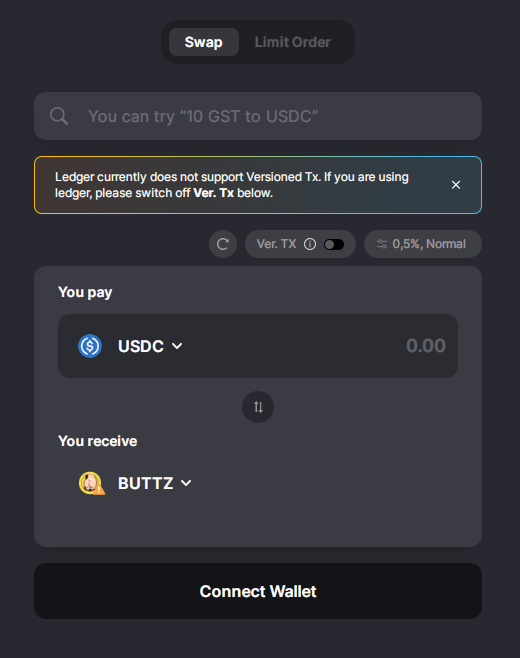 Swap
Limit Order
You can try “10 GST to USDC”
Ledger currently does not support Versioned Tx. If you are using
ledger, please switch off Ver. Tx below.
Ver. TX
0,5%, Normal
You pay
USDC
0.00
You receive
BUTTZ
Connect Wallet